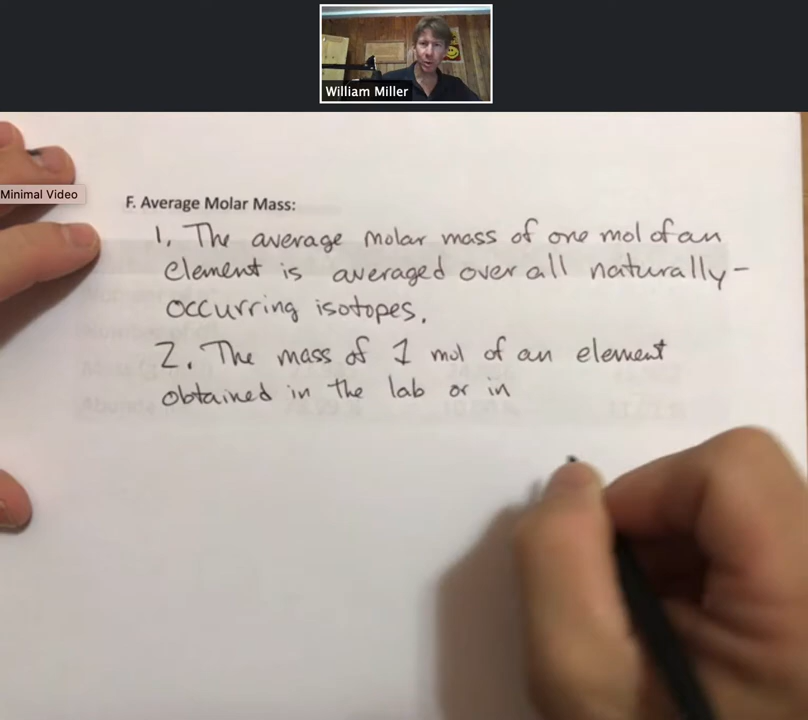 William Miller
Minimal Video
F. Average Molar Mass:
1. The average molar mass of one mol of an
element is averaged over all naturally-
occurring isotopes.
2. The mass of 1 mol of an element
obtained in the lab or in